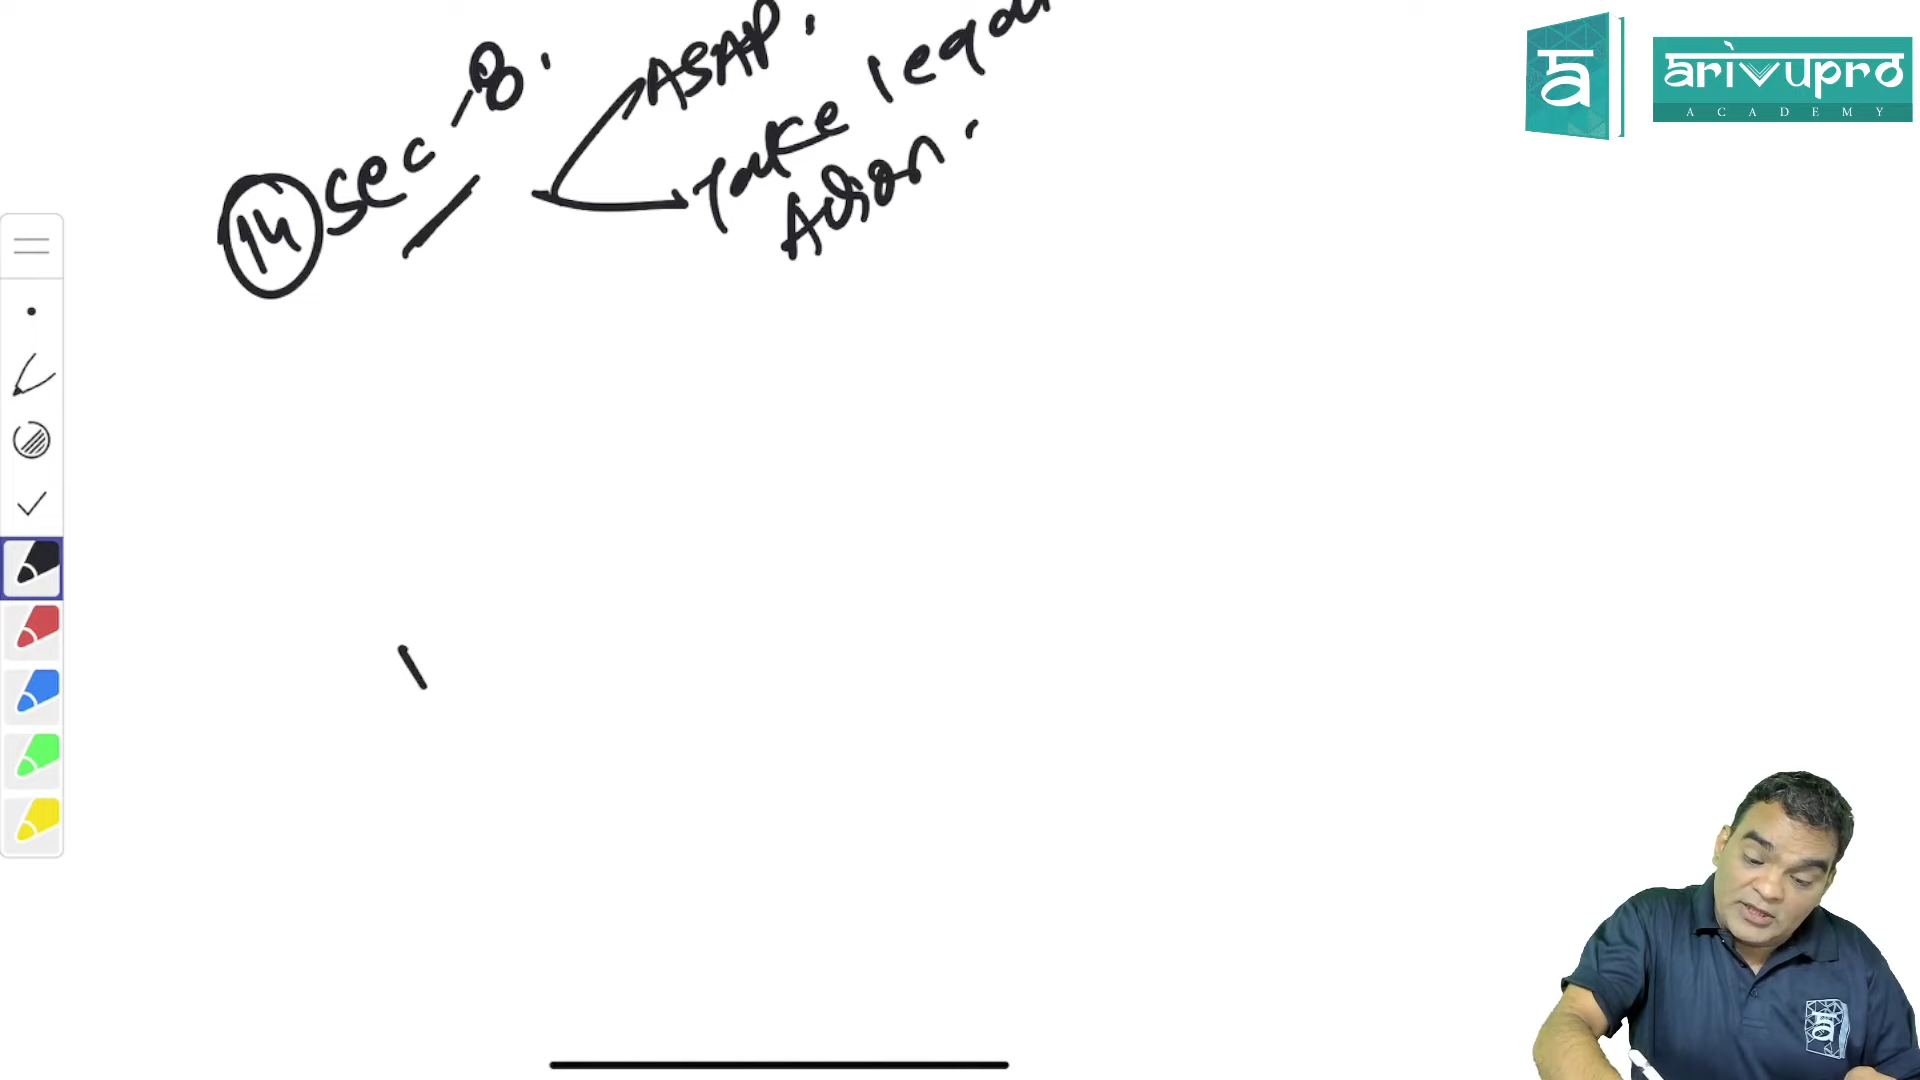 14 Sec-8.
ASAP.
Take legal
Action.
ā
arivupro
ACADEMY